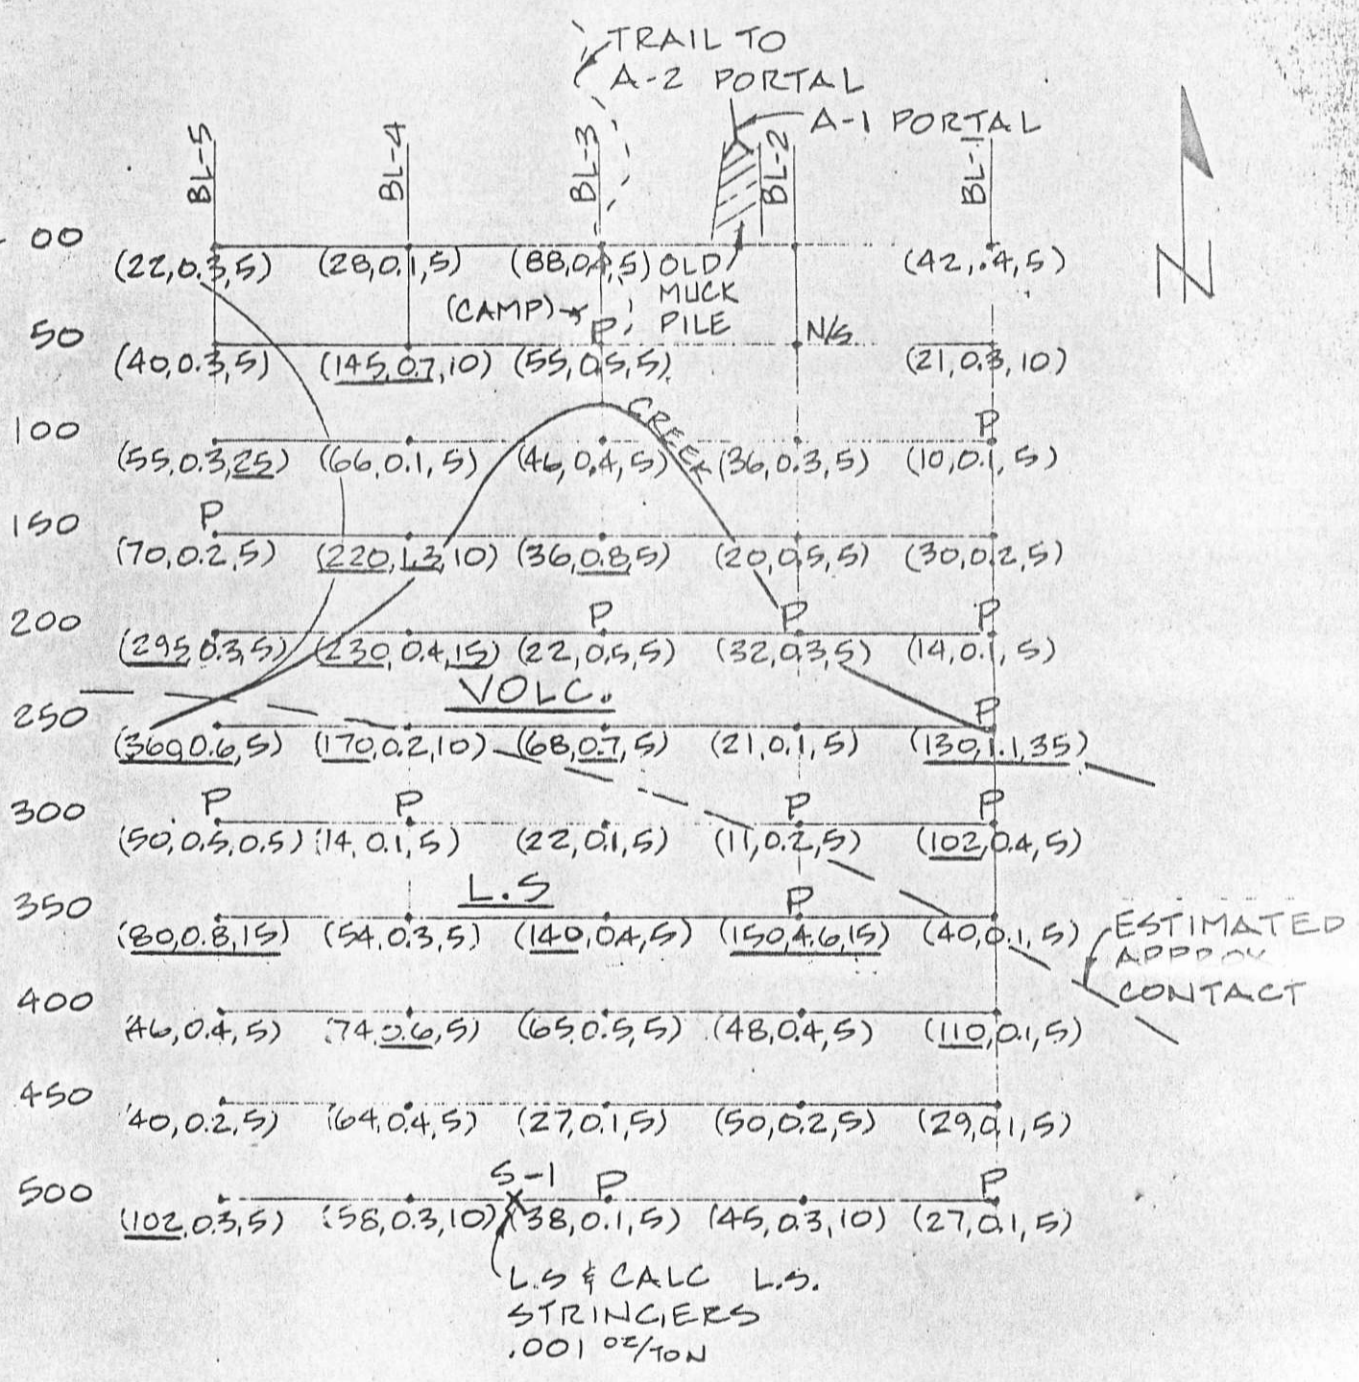 TRAIL TO
A-2 PORTAL
A-1 PORTAL
BL-5 BL-4 BL-3 BL-2 BL-1
N
00
(22,0.3,5) (28,0.1,5) (88,0.4,5) OLD (42,.4,5)
(CAMP) MUCK
50 P PILE N/S
(40,0.3,5) (145,0.7,10) (55,0.5,5) (21,0.3,10)
CREEK
100 P
(55,0.3,25) (66,0.1,5) (46,0.4,5) (36,0.3,5) (10,0.1,5)
150 P
(70,0.2,5) (220,1.3,10) (36,0.8,5) (20,0.5,5) (30,0.2,5)
200 P P P
(295,0.3,5) (230,0.4,15) (22,0.5,5) (32,0.3,5) (14,0.1,5)
VOLC.
250 P
(360,0.6,5) (170,0.2,10) (68,0.7,5) (21,0.1,5) (130,1.1,35)
300 P P P P
(50,0.5,0.5) (14,0.1,5) (22,0.1,5) (11,0.2,5) (102,0.4,5)
L.S
350 P
(80,0.8,15) (54,0.3,5) (140,0.4,5) (150,4.6,15) (40,0.1,5) ESTIMATED
APPROX
CONTACT
400
46,0.4,5) (74,0.6,5) (65,0.5,5) (48,0.4,5) (110,0.1,5)
450
40,0.2,5) (64,0.4,5) (27,0.1,5) (50,0.2,5) (29,0.1,5)
S-1
500 P P
(102,0.3,5) (58,0.3,10) (38,0.1,5) (45,0.3,10) (27,0.1,5)
L.S & CALC L.S.
STRINGERS
.001 OZ/TON